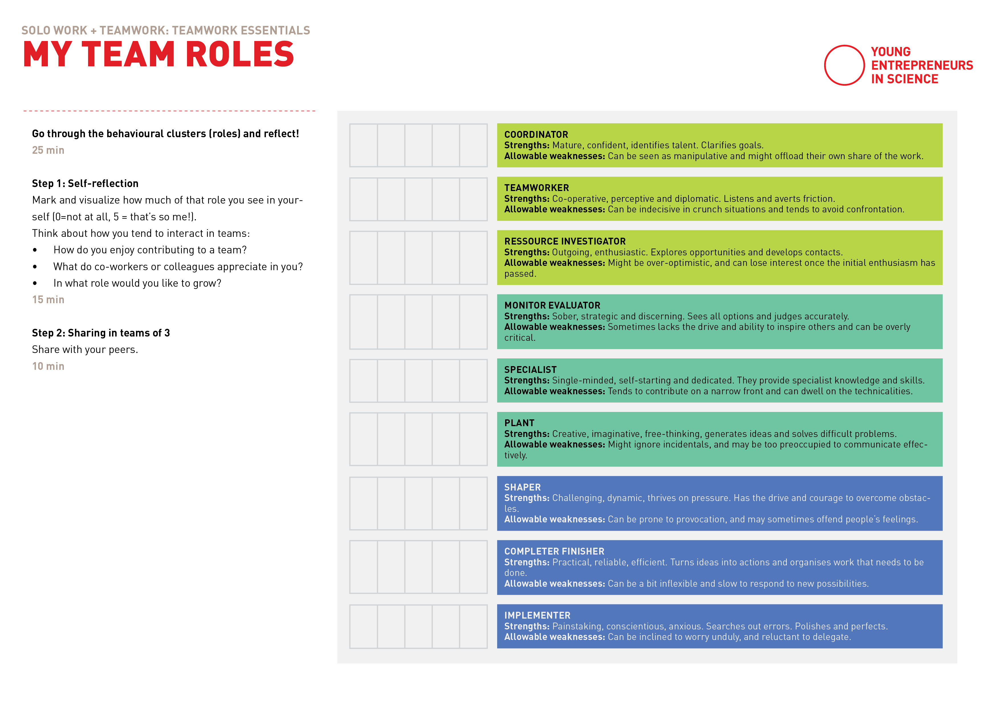 SOLO WORK + TEAMWORK: TEAMWORK ESSENTIALS
MY TEAM ROLES
YOUNG
ENTREPRENEURS
IN SCIENCE
Go through the behavioural clusters (roles) and reflect!
25 min
Step 1: Self-reflection
Mark and visualize how much of that role you see in your-
self (0=not at all, 5 = that's so me!).
Think about how you tend to interact in teams:
• How do you enjoy contributing to a team?
• What do co-workers or colleagues appreciate in you?
• In what role would you like to grow?
15 min
Step 2: Sharing in teams of 3
Share with your peers.
10 min
COORDINATOR
Strengths: Mature, confident, identifies talent. Clarifies goals.
Allowable weaknesses: Can be seen as manipulative and might offload their own share of the work.
TEAMWORKER
Strengths: Co-operative, perceptive and diplomatic. Listens and averts friction.
Allowable weaknesses: Can be indecisive in crunch situations and tends to avoid confrontation.
RESSOURCE INVESTIGATOR
Strengths: Outgoing, enthusiastic. Explores opportunities and develops contacts.
Allowable weaknesses: Might be over-optimistic, and can lose interest once the initial enthusiasm has
passed.
MONITOR EVALUATOR
Strengths: Sober, strategic and discerning. Sees all options and judges accurately.
Allowable weaknesses: Sometimes lacks the drive and ability to inspire others and can be overly
critical.
SPECIALIST
Strengths: Single-minded, self-starting and dedicated. They provide specialist knowledge and skills.
Allowable weaknesses: Tends to contribute on a narrow front and can dwell on the technicalities.
PLANT
Strengths: Creative, imaginative, free-thinking, generates ideas and solves difficult problems.
Allowable weaknesses: Might ignore incidentals, and may be too preoccupied to communicate effec-
tively.
SHAPER
Strengths: Challenging, dynamic, thrives on pressure. Has the drive and courage to overcome obstac-
les.
Allowable weaknesses: Can be prone to provocation, and may sometimes offend people‘s feelings.
COMPLETER FINISHER
Strengths: Practical, reliable, efficient. Turns ideas into actions and organises work that needs to be
done.
Allowable weaknesses: Can be a bit inflexible and slow to respond to new possibilities.
IMPLEMENTER
Strengths: Painstaking, conscientious, anxious. Searches out errors. Polishes and perfects.
Allowable weaknesses: Can be inclined to worry unduly, and reluctant to delegate.